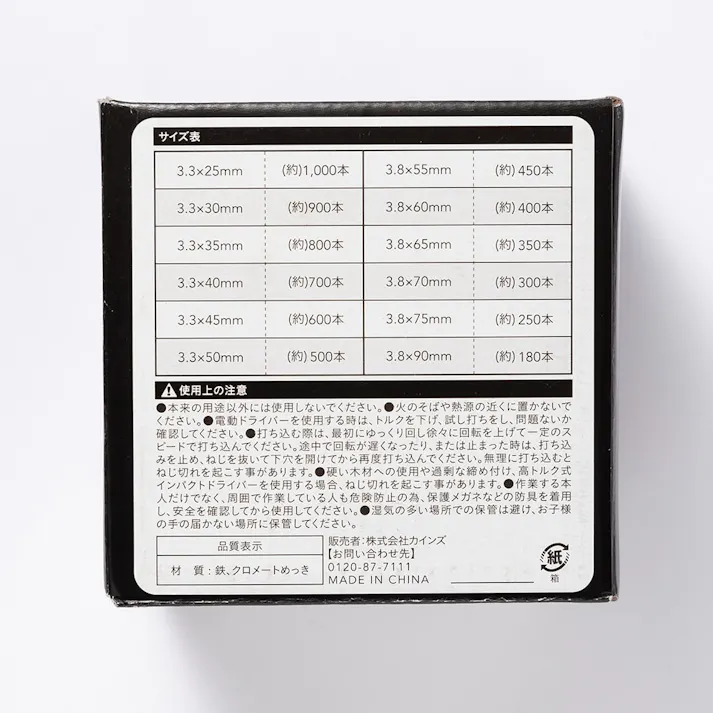 サイズ表
3.3×25mm (約)1,000本 3.8×55mm (約)450本
3.3×30mm (約)900本 3.8×60mm (約)400本
3.3×35mm (約)800本 3.8×65mm (約)350本
3.3×40mm (約)700本 3.8×70mm (約)300本
3.3×45mm (約)600本 3.8×75mm (約)250本
3.3×50mm (約)500本 3.8×90mm (約)180本
使用上の注意
●本来の用途以外には使用しないでください。●火のそばや熱源の近くに置かないで
ください。●電動ドライバーを使用する時は、トルクを下げ、試し打ちをし、問題ないか
確認してください。●打ち込む際は、最初にゆっくり回し徐々に回転を上げて一定のス
ピードで打ち込んでください。途中で回転が遅くなったり、または止まった時は、打ち込
みを止め、ねじを抜いて下穴を開けてから再度打ち込んでください。無理に打ち込むと
ねじ切れを起こす事があります。●硬い木材への使用や過剰な締め付け、高トルク式
インパクトドライバーを使用する場合、ねじ切れを起こす事があります。●作業する本
人だけでなく、周囲で作業している人も危険防止の為、保護メガネなどの防具を着用
し、安全を確認してから使用してください。●湿気の多い場所での保管は避け、お子様
の手の届かない場所に保管してください。
品質表示
材 質:鉄、クロメートめっき
販売者:株式会社カインズ
【お問い合わせ先】
0120-87-7111
MADE IN CHINA
紙
箱